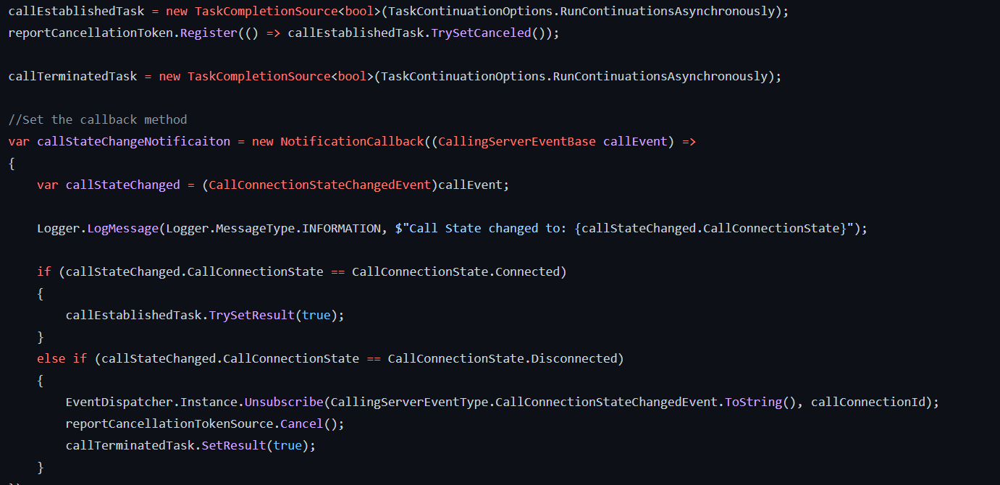 callEstablishedTask = new TaskCompletionSource<bool>(TaskContinuationOptions.RunContinuationsAsynchronously);
reportCancellationToken.Register(() => callEstablishedTask.TrySetCanceled());

callTerminatedTask = new TaskCompletionSource<bool>(TaskContinuationOptions.RunContinuationsAsynchronously);

//Set the callback method
var callStateChangeNotificaiton = new NotificationCallback((CallingServerEventBase callEvent) =>
{
    var callStateChanged = (CallConnectionStateChangedEvent)callEvent;

    Logger.LogMessage(Logger.MessageType.INFORMATION, $"Call State changed to: {callStateChanged.CallConnectionState}");

    if (callStateChanged.CallConnectionState == CallConnectionState.Connected)
    {
        callEstablishedTask.TrySetResult(true);
    }
    else if (callStateChanged.CallConnectionState == CallConnectionState.Disconnected)
    {
        EventDispatcher.Instance.Unsubscribe(CallingServerEventType.CallConnectionStateChangedEvent.ToString(), callConnectionId);
        reportCancellationTokenSource.Cancel();
        callTerminatedTask.SetResult(true);
    }